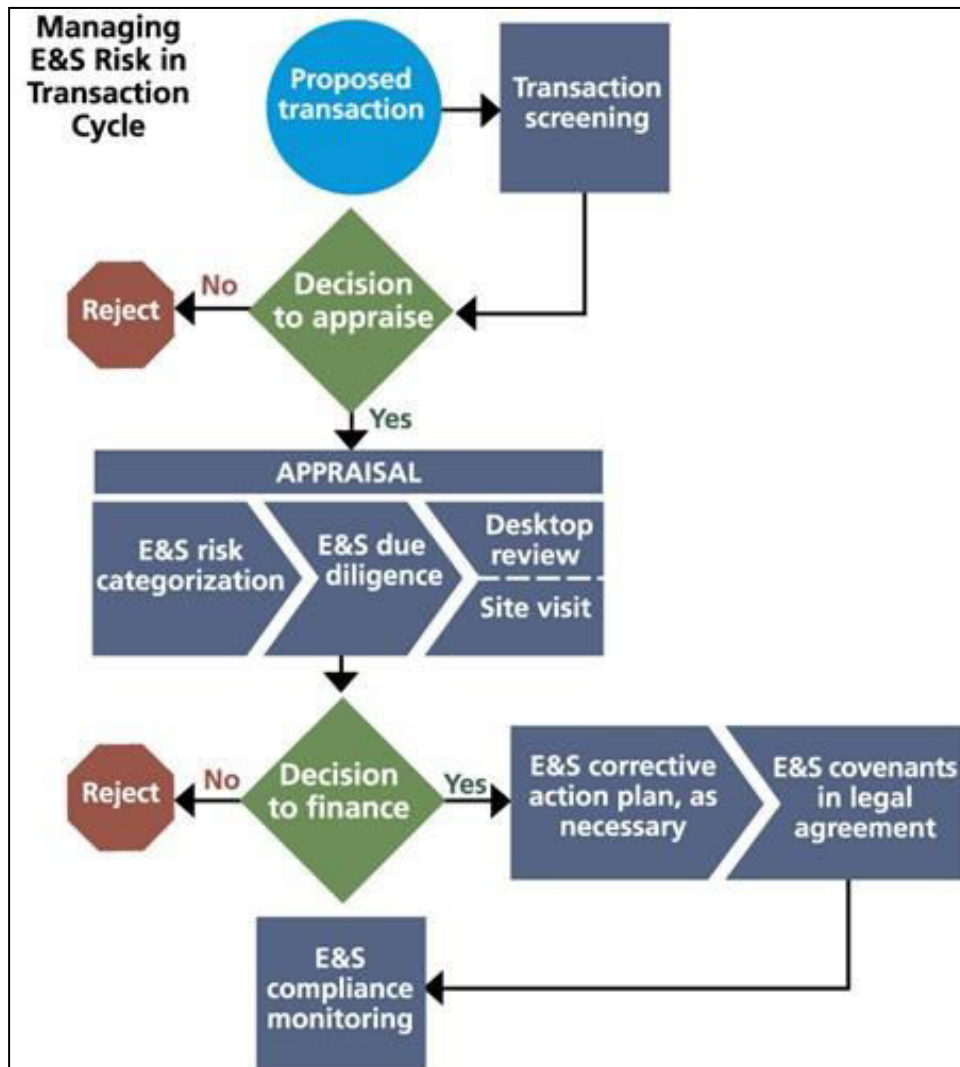 Managing
E&S Risk in
Transaction
Cycle
Proposed
transaction
Transaction
screening
Decision
to appraise
No
Reject
Yes
APPRAISAL
E&S risk
categorization
E&S due
diligence
Desktop
review
Site visit
Decision
to finance
No
Reject
Yes
E&S corrective
action plan, as
necessary
E&S covenants
in legal
agreement
E&S
compliance
monitoring